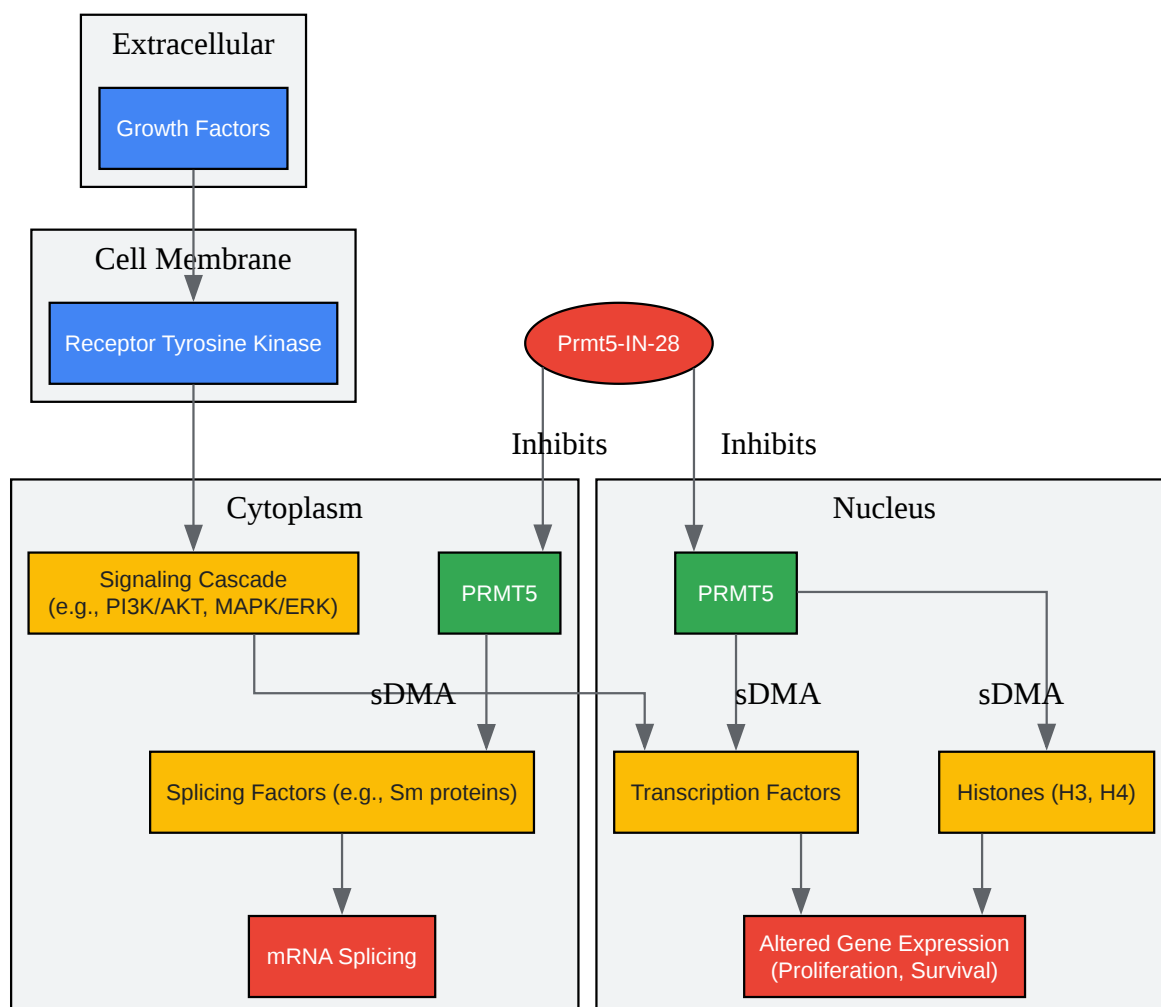 Extracellular
Growth Factors
Cell Membrane
Receptor Tyrosine Kinase
Prmt5-IN-28
Inhibits
Inhibits
Cytoplasm
Nucleus
Signaling Cascade
(e.g., PI3K/AKT, MAPK/ERK)
PRMT5
PRMT5
sDMA
sDMA
sDMA
Splicing Factors (e.g., Sm proteins)
Transcription Factors
Histones (H3, H4)
mRNA Splicing
Altered Gene Expression
(Proliferation, Survival)